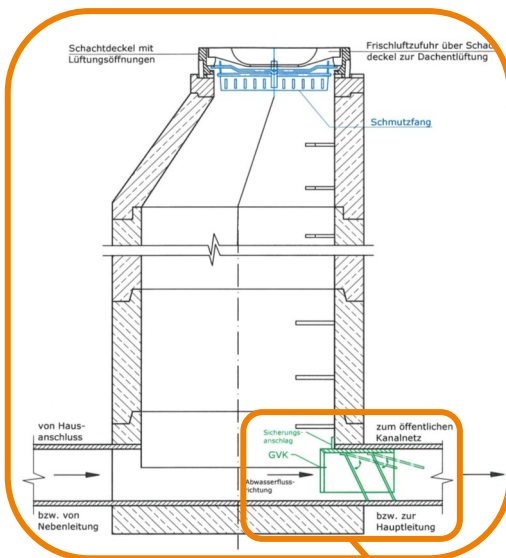 Schachtdeckel mit
Lüftungsöffnungen
Frischluftzufuhr über Schac
deckel zur Dachentlüftung
Schmutzfang
von Haus-
anschluss
Sicherungs-
anschlag
zum öffentlichen
Kanalnetz
GVK
Abwasserfluss-
richtung
bzw. von
Nebenleitung
bzw. zur
Hauptleitung